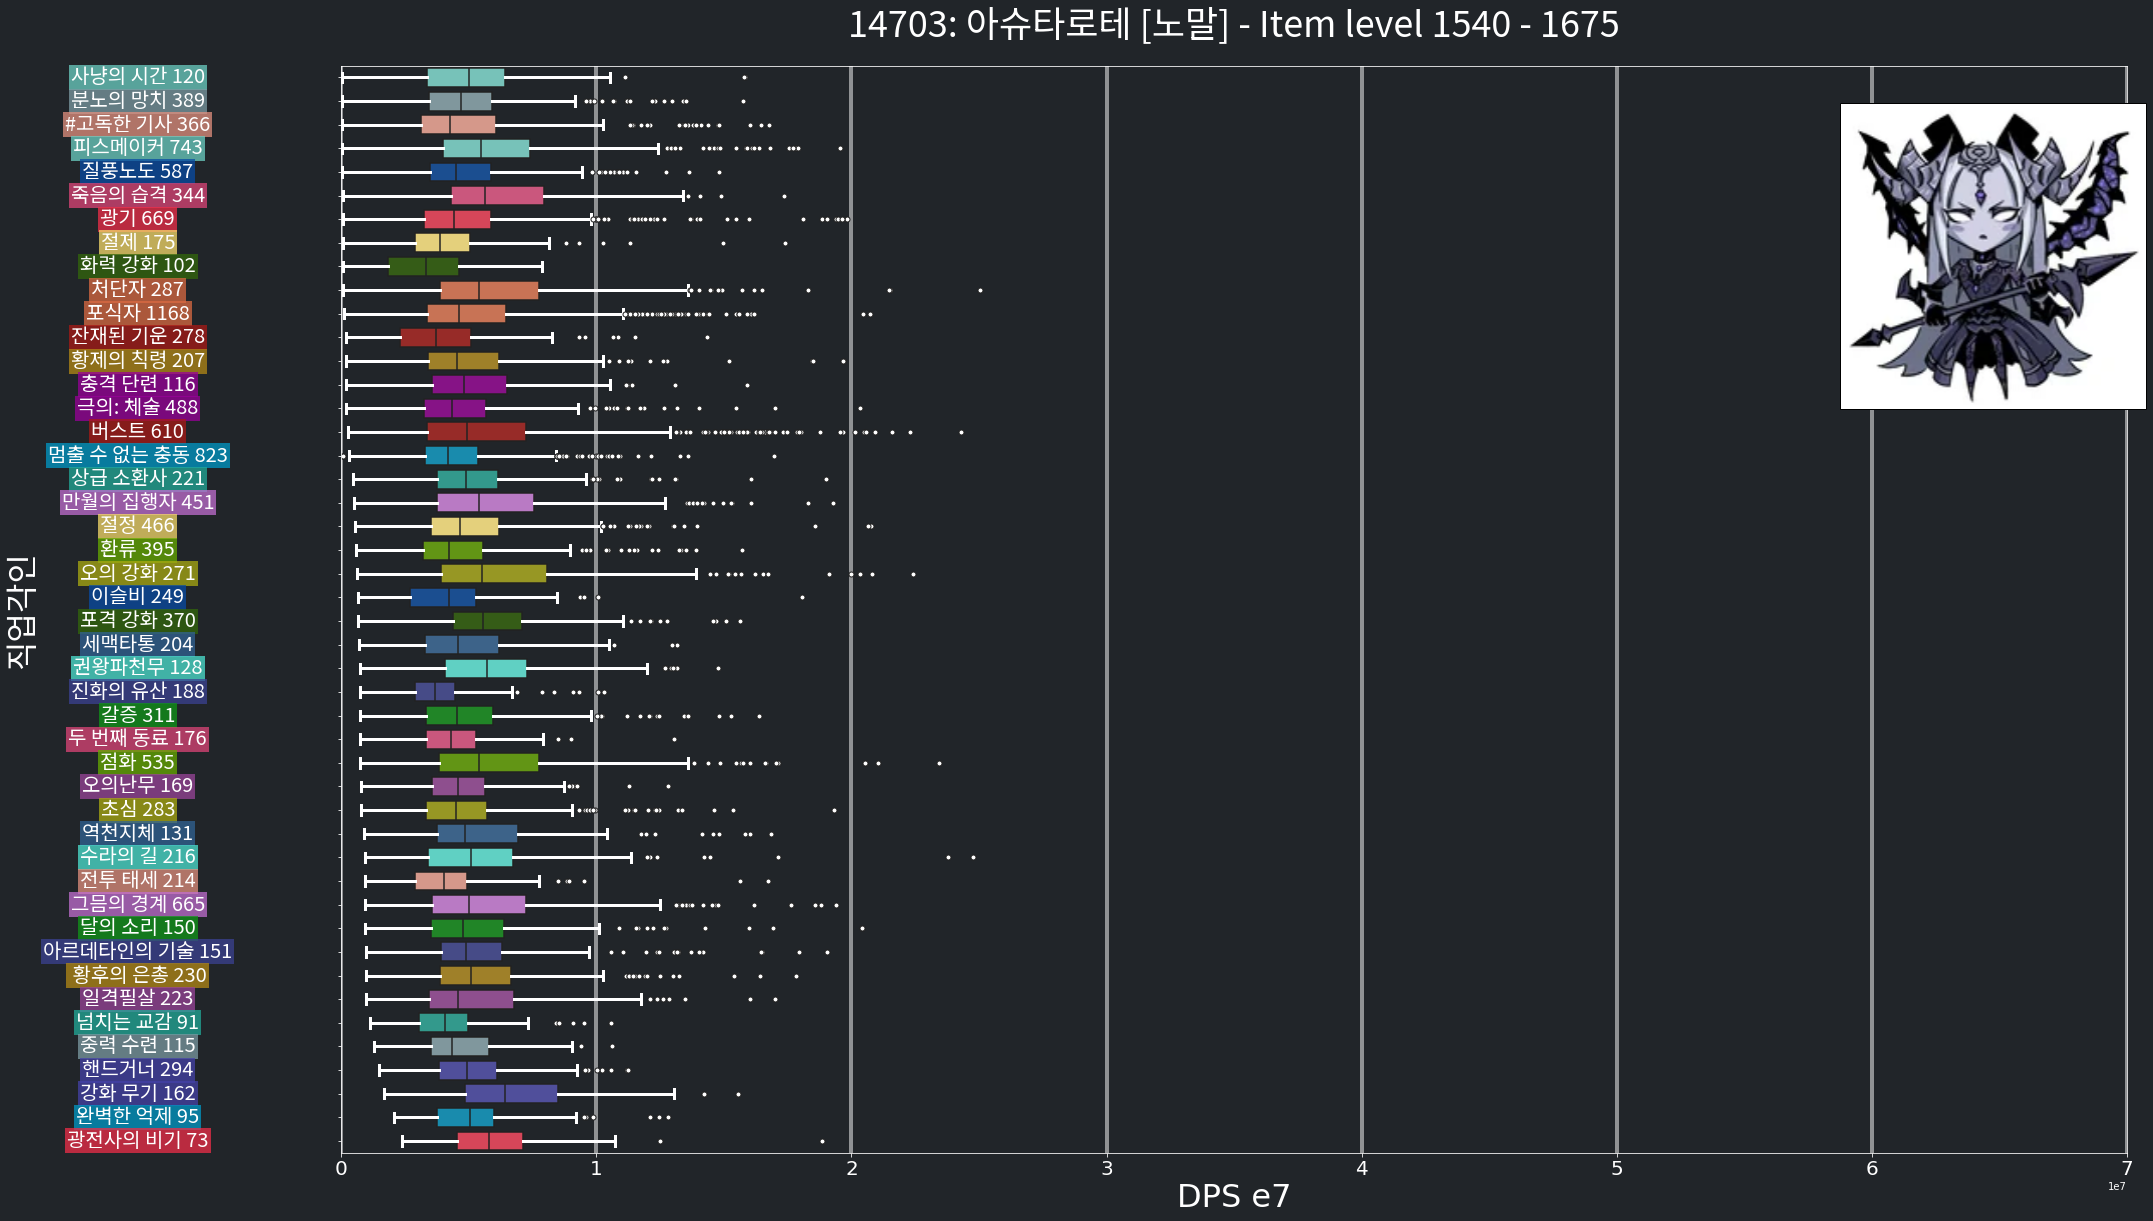 14703: 아슈타로테 [노말] - Item level 1540 - 1675
사냥의 시간 120
분노의 망치 389
#고독한 기사 366
피스메이커 743
질풍노도 587
죽음의 습격 344
광기 669
절제 175
화력 강화 102
처단자 287
포식자 1168
잔재된 기운 278
황제의 칙령 207
충격 단련 116
극의: 체술 488
버스트 610
멈출 수 없는 충동 823
상급 소환사 221
만월의 집행자 451
절정 466
환류 395
오의 강화 271
이슬비 249
포격 강화 370
세맥타통 204
권왕파천무 128
진화의 유산 188
갈증 311
두 번째 동료 176
점화 535
오의난무 169
초심 283
역천지체 131
수라의 길 216
전투 태세 214
그믐의 경계 665
달의 소리 150
아르데타인의 기술 151
황후의 은총 230
일격필살 223
넘치는 교감 91
중력 수련 115
핸드거너 294
강화 무기 162
완벽한 억제 95
광전사의 비기 73
직업각인
0 1 2 3 4 5 6 7
DPS e7
1e7